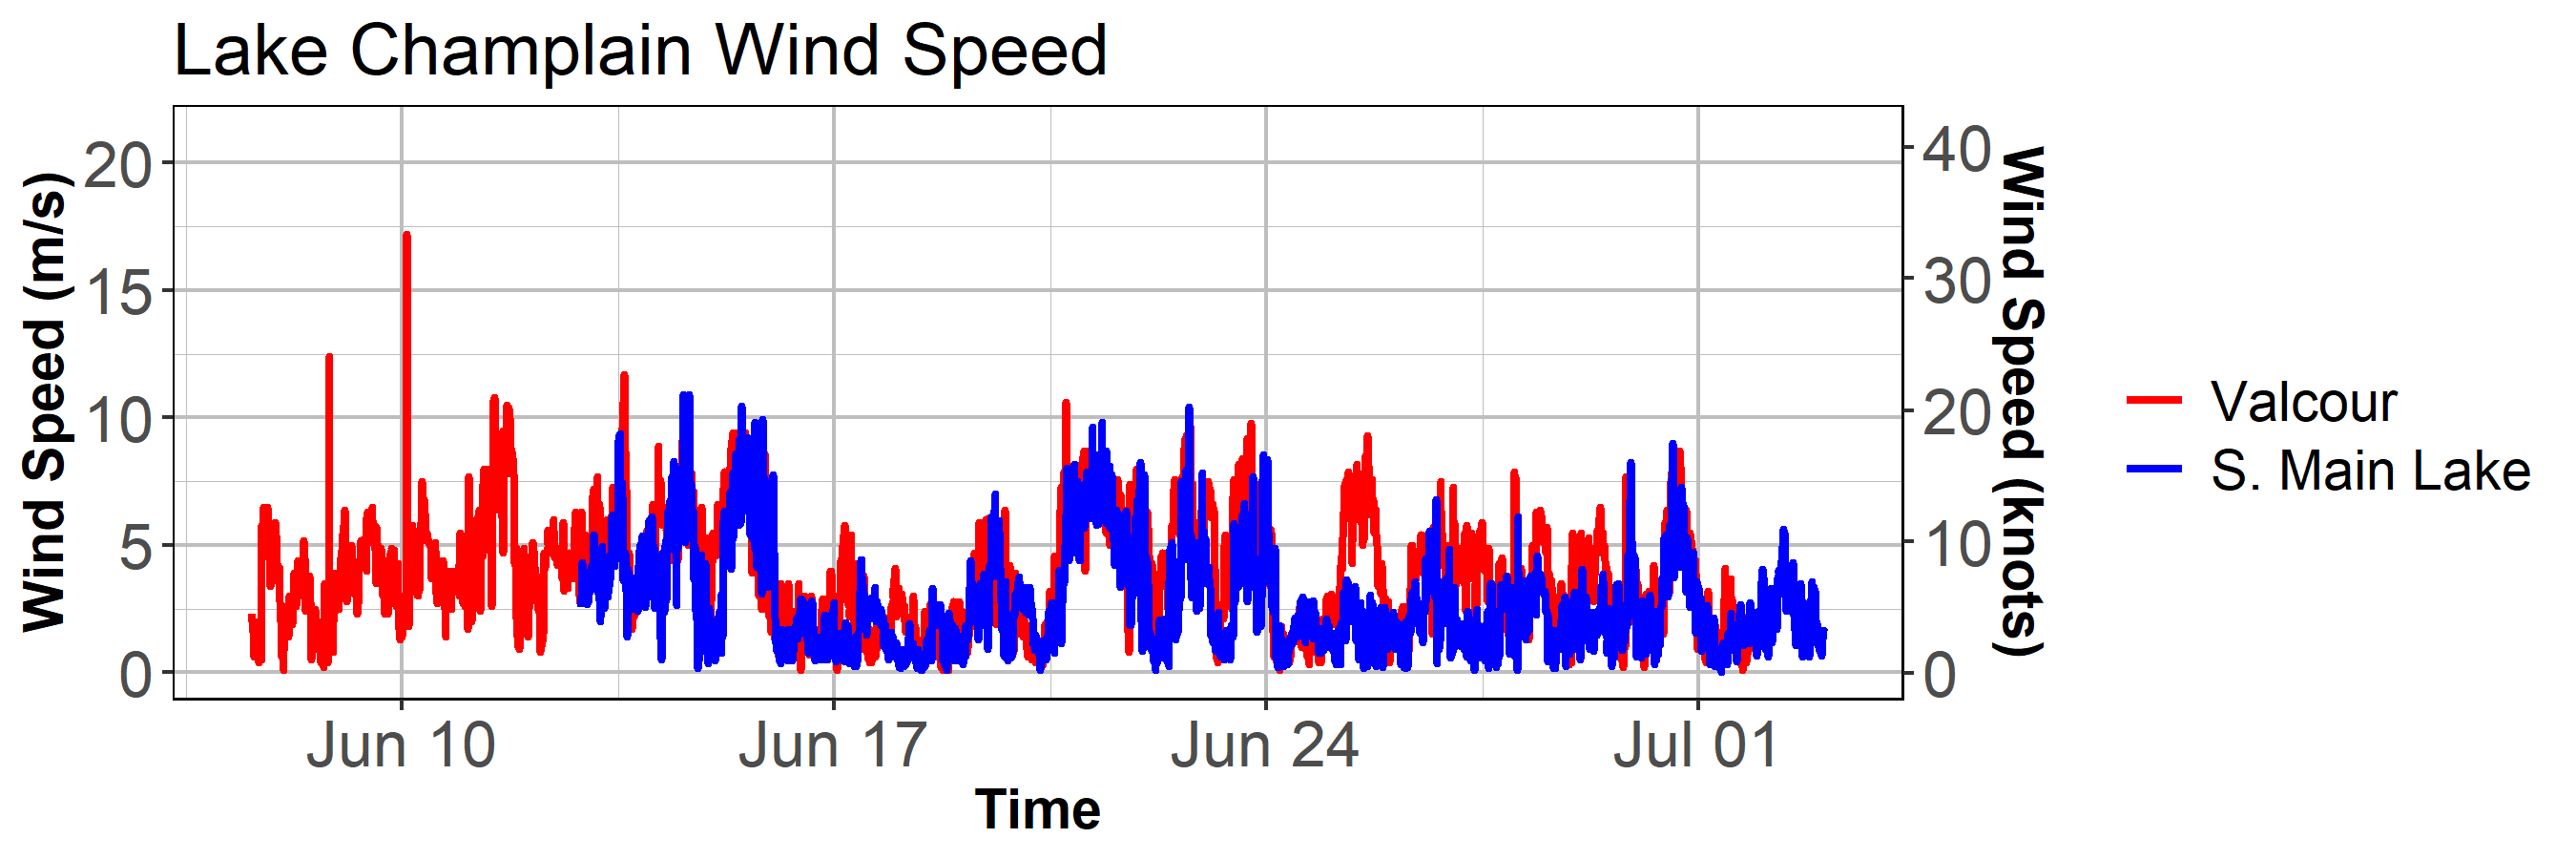 Lake Champlain Wind Speed
Wind Speed (m/s)
20
15
10
5
0
40
30
20
10
0
Wind Speed (knots)
Jun 10
Jun 17
Jun 24
Jul 01
Time
Valcour
S. Main Lake